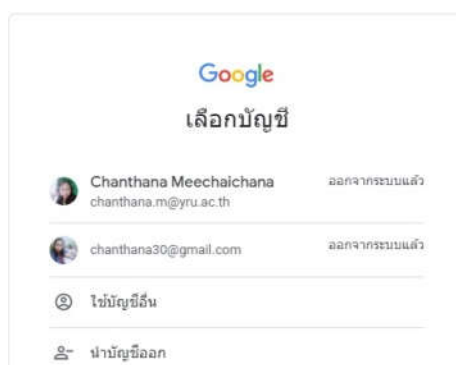 Google
เลือกบัญชี
Chanthana Meechaichana ออกจากระบบแล้ว
chanthana.m@yru.ac.th
chanthana30@gmail.com ออกจากระบบแล้ว
ใช้บัญชีอื่น
นำบัญชีออก